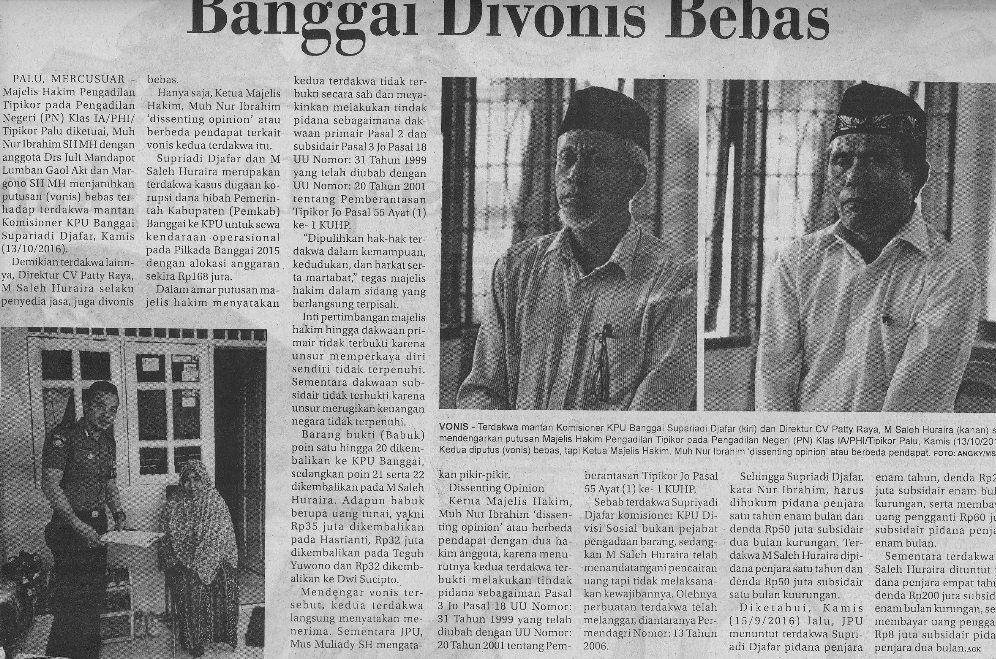 Banggai Divonis Bebas
PALU, MERCUSUAR –
Majelis Hakim Pengadilan
Tipikor pada Pengadilan
Negeri (PN) Klas IA/PHI/
Tipikor Palu diketuai, Muh
Nur Ibrahim SH MH dengan
anggota Drs Juli Mandapot
Lumban Gaol Akt dan Mar-
gono SH MH menjatuhkan
putusan (vonis) bebas ter-
hadap terdakwa mantan
Komisioner KPU Banggai
Supariadi Djafar, Kamis
(13/10/2016).
Demikian terdakwa lainn-
ya, Direktur CV Patty Raya,
M Saleh Huraira selaku
penyedia jasa, juga divonis
bebas.
Hanya saja, Ketua Majelis
Hakim, Muh Nur Ibrahim
'dissenting opinion' atau
berbeda pendapat terkait
vonis kedua terdakwa itu.
Supriadi Djafar dan M
Saleh Huraira merupakan
terdakwa kasus dugaan ko-
rupsi dana hibah Pemerin-
tah Kabupaten (Pemkab)
Banggai ke KPU untuk sewa
kendaraan operasional
pada Pilkada Banggai 2015
dengan alokasi anggaran
sekira Rp168 juta.
Dalam amar putusan ma-
jelis hakim menyatakan
kedua terdakwa tidak ter-
bukti secara sah dan meya-
kinkan melakukan tindak
pidana sebagaimana dak-
waan primair Pasal 2 dan
subsidair Pasal 3 Jo Pasal 18
UU Nomor: 31 Tahun 1999
yang telah diubah dengan
UU Nomor: 20 Tahun 2001
tentang Pemberantasan
Tipikor Jo Pasal 55 Ayat (1)
ke- 1 KUHP.
"Dipulihkan hak-hak ter-
dakwa dalam kemampuan,
kedudukan, dan harkat ser-
ta martabat," tegas majelis
hakim dalam sidang yang
berlangsung terpisah.
Inti pertimbangan majelis
hakim hingga dakwaan pri-
mair tidak terbukti karena
unsur memperkaya diri
sendiri tidak terpenuhi.
Sementara dakwaan sub-
sidair tidak terbukti karena
unsur merugikan keuangan
negara tidak terpenuhi.
Barang bukti (Babuk)
poin satu hingga 20 dikem-
balikan ke KPU Banggai,
sedangkan poin 21 serta 22
dikembalikan pada M Saleh
Huraira. Adapun babuk
berupa uang tunai, yakni
Rp35 juta dikembalikan
pada Hasrianti, Rp32 juta
dikembalikan pada Teguh
Yuwono dan Rp32 dikemb-
alikan ke Dwi Sucipto.
Mendengar vonis ter-
sebut, kedua terdakwa
langsung menyatakan me-
nerima. Sementara JPU,
Mus Muliady SH mengata-
VONIS - Terdakwa mantan Komisioner KPU Banggai Supariadi Djafar (kiri) dan Direktur CV Patty Raya, M Saleh Huraira (kanan) s
mendengarkan putusan Majelis Hakim Pengadilan Tipikor pada Pengadilan Negeri (PN) Klas IA/PHI/Tipikor Palu, Kamis (13/10/201
Kedua diputus (vonis) bebas, tapi Ketua Majelis Hakim, Muh Nur Ibrahim 'dissenting opinion' atau berbeda pendapat. FOTO: ANGKY/MS
kan pikir-pikir.
Dissenting Opinion
Ketua Majelis Hakim,
Muh Nur Ibrahim 'dissen-
ting opinion' atau berbeda
pendapat dengan dua ha-
kim anggota, karena menu-
rutnya kedua terdakwa ter-
bukti melakukan tindak
pidana sebagaiman Pasal
3 Jo Pasal 18 UU Nomor:
31 Tahun 1999 yang telah
diubah dengan UU Nomor:
20 Tahun 2001 tentang Pem-
berantasan Tipikor Jo Pasal
55 Ayat (1) ke- 1 KUHP.
Sebab terdakwa Supriyadi
Djafar komisioner KPU Di-
visi Sosial bukan pejabat
pengadaan barang, sedang-
kan M Saleh Huraira telah
menandatangani pencairan
uang tapi tidak melaksana-
kan kewajibannya. Olehnya
perbuatan terdakwa telah
melanggar, diantaranya Per-
mendagri Nomor: 13 Tahun
2006.
Sehingga Supriadi Djafar,
kata Nur Ibrahim, harus
dihukum pidana penjara
satu tahun enam bulan dan
denda Rp50 juta subsidair
dua bulan kurungan. Ter-
dakwa M Saleh Huraira dipi-
dana penjara satu tahun dan
denda Rp50 juta subsidair
satu bulan kuurungan.
Diketahui, Kamis
(15/9/2016) lalu, JPU
menuntut terdakwa Supri-
adi Djafar pidana penjara
enam tahun, denda Rp2
juta subsidair enam bul
kurungan, serta membay
uang pengganti Rp60 ju
subsidair pidana penja
enam bulan.
Sementara terdakwa
Saleh Huraira dituntut
dana penjara empat tahu
denda Rp200 juta subsid
enam bulan kurungan, se
membayar uang pengga
Rp8 juta subsidair pida
penjara dua bulan.AGK